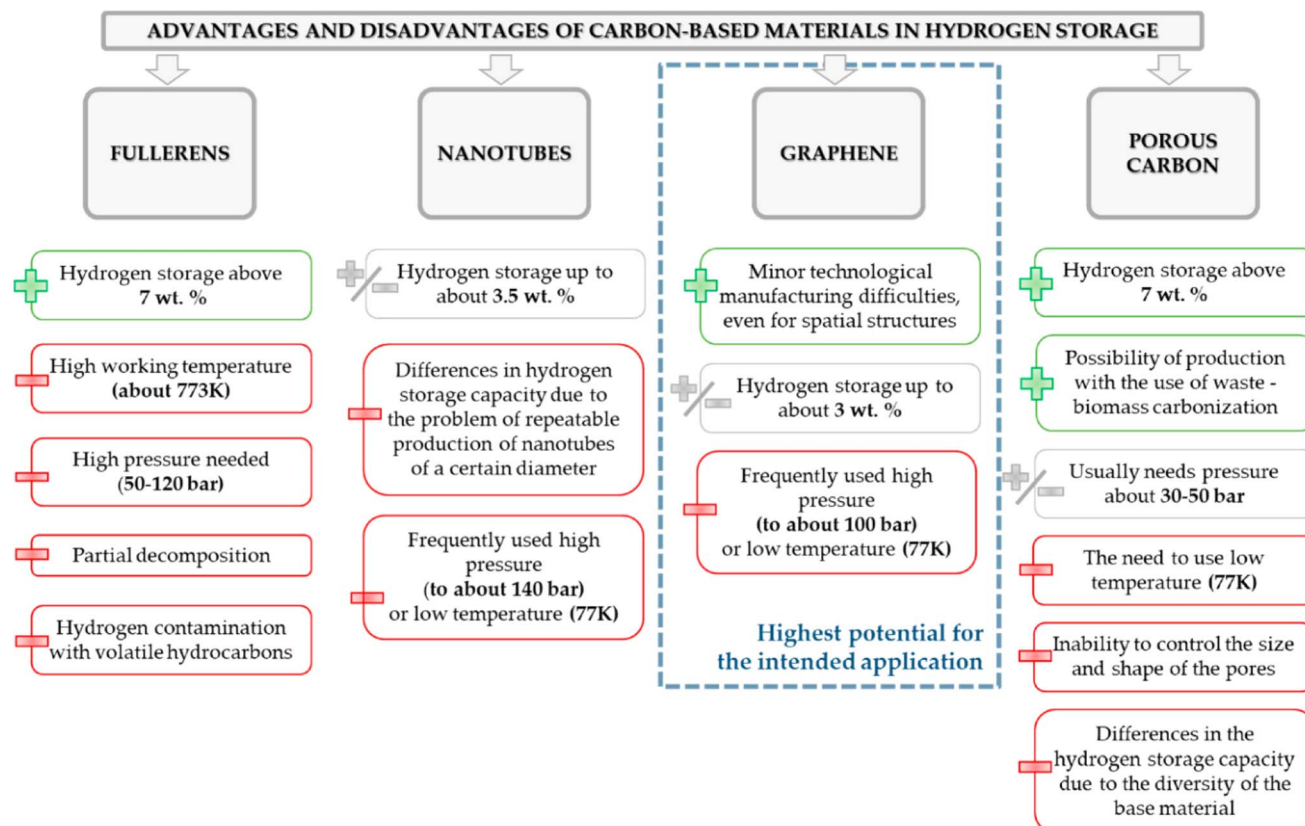 ADVANTAGES AND DISADVANTAGES OF CARBON-BASED MATERIALS IN HYDROGEN STORAGE
FULLERENS
Hydrogen storage above
7 wt. %
High working temperature
(about 773K)
High pressure needed
(50-120 bar)
Partial decomposition
Hydrogen contamination
with volatile hydrocarbons
NANOTUBES
Hydrogen storage up to
about 3.5 wt. %
Differences in hydrogen
storage capacity due to
the problem of repeatable
production of nanotubes
of a certain diameter
Frequently used high
pressure
(to about 140 bar)
or low temperature (77K)
GRAPHENE
Minor technological
manufacturing difficulties,
even for spatial structures
Hydrogen storage up to
about 3 wt. %
Frequently used high
pressure
(to about 100 bar)
or low temperature (77K)
Highest potential for
the intended application
POROUS
CARBON
Hydrogen storage above
7 wt. %
Possibility of production
with the use of waste -
biomass carbonization
Usually needs pressure
about 30-50 bar
The need to use low
temperature (77K)
Inability to control the size
and shape of the pores
Differences in the
hydrogen storage capacity
due to the diversity of the
base material